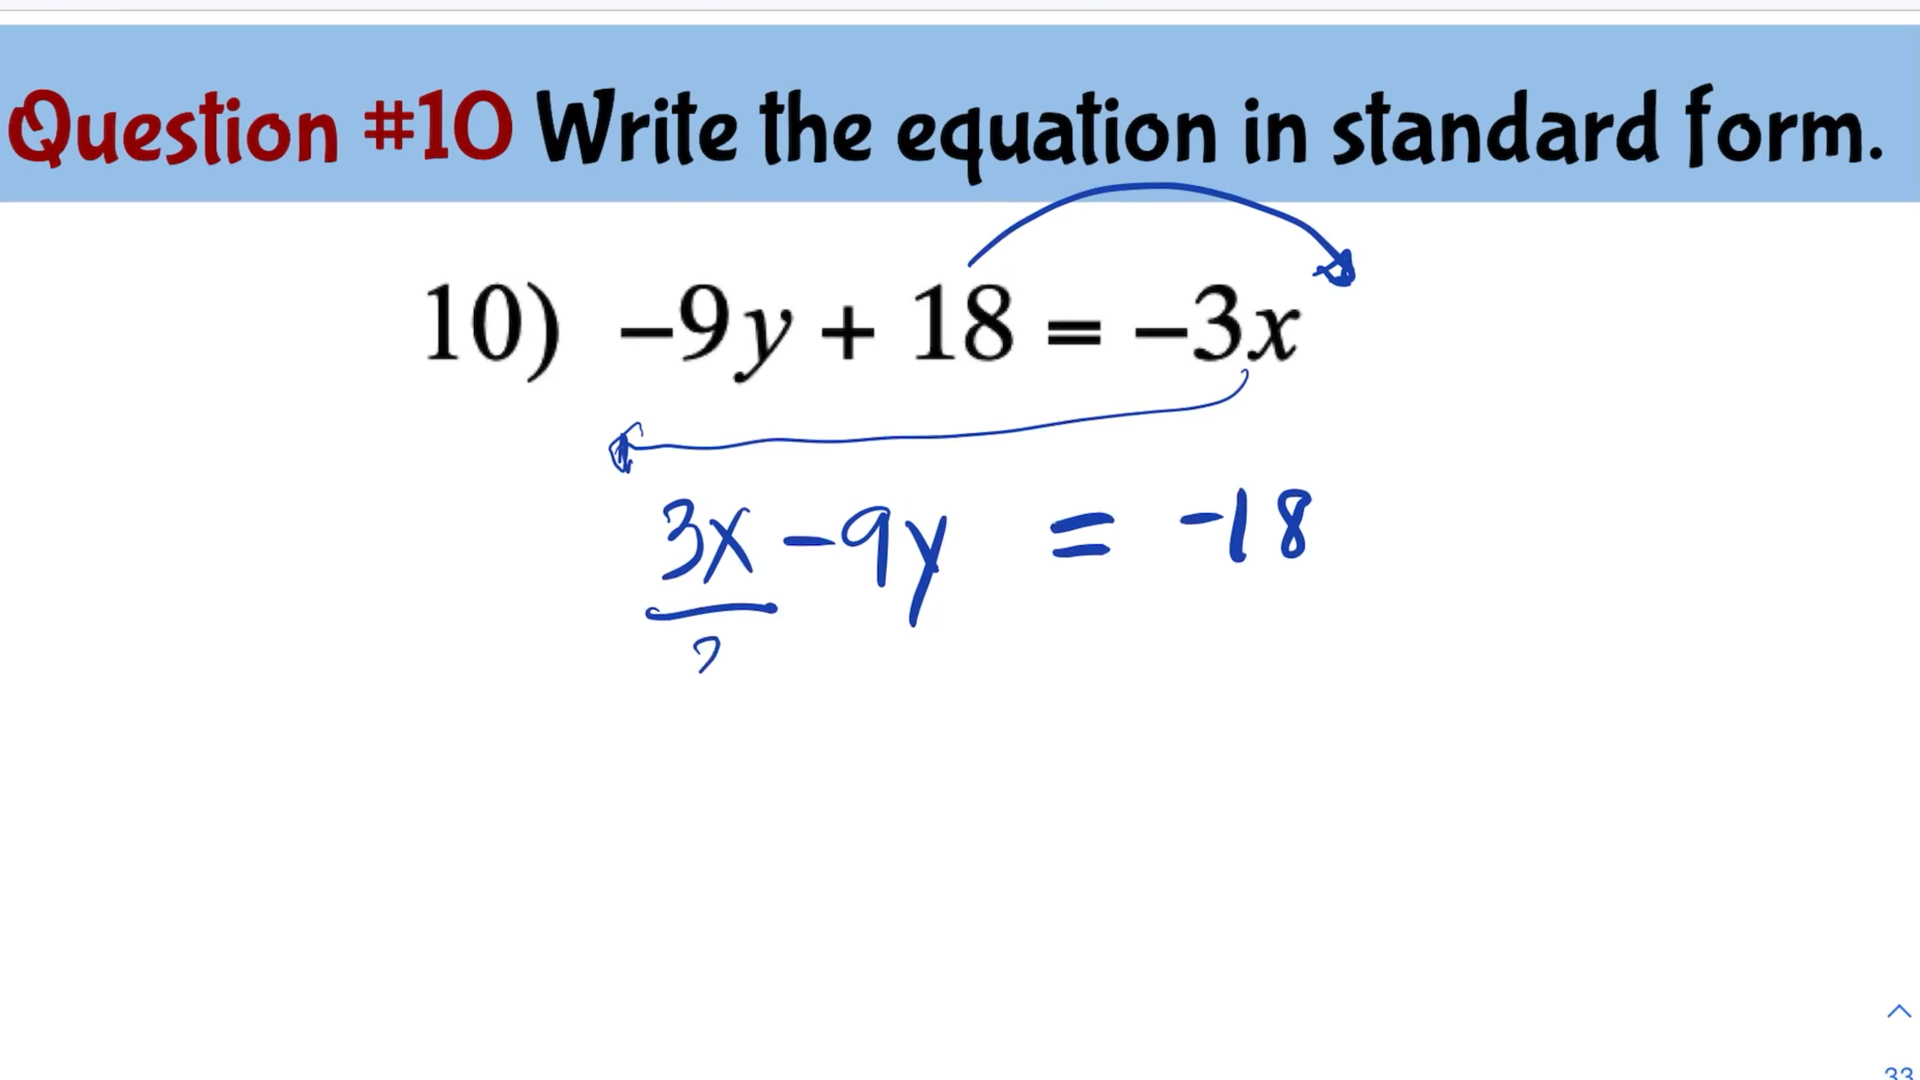 Question #10 Write the equation in standard form.
10) −9y + 18 = −3x
3x - 9y = -18